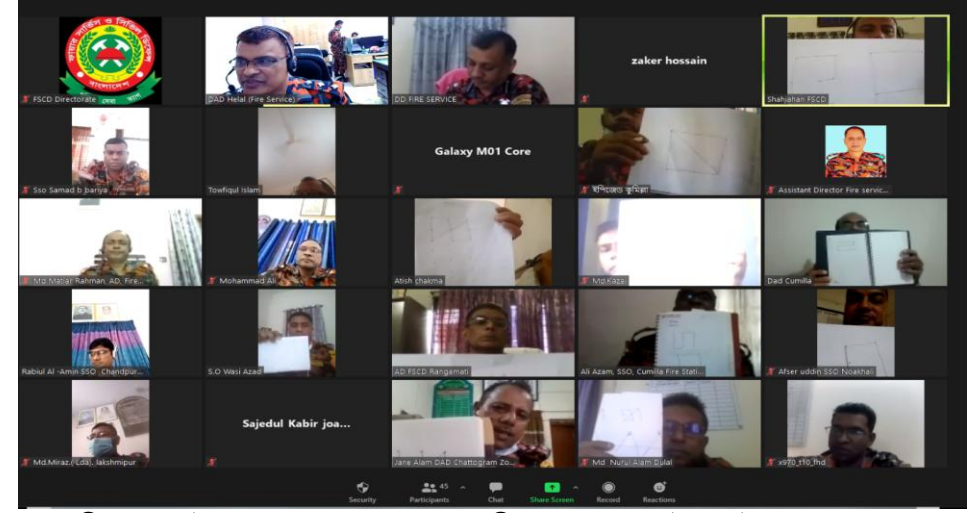 ফায়ার সার্ভিস ও সিভিল ডিফেন্স
বাংলাদেশ
FSCD Directorate
DAD Helal (Fire Service)
DD FIRE SERVICE
zaker hossain
Shahjahan FSCD
Sso Samad b bariya
Towfiqul Islam
Galaxy M01 Core
ইপিজেড কুমিল্লা
Assistant Director Fire servic...
Md Matiar Rahman, AD, Fire...
Mohammad Ali
Atish chakma
Md.Kazal
Dad Cumilla
Rabiul Al -Amin SSO ,Chandpur...
S.O Wasi Azad
AD FSCD Rangamati
Ali Azam, SSO, Cumilla Fire Stati...
Afser uddin SSO Noakhali
Md.Miraz,(Lda), lakshmipur
Sajedul Kabir joa...
Jane Alam DAD Chattogram Zo...
Md. Nurul Alam Dulal
x970_t10_fhd
Security
45
Participants
Chat
Share Screen
Record
Reactions